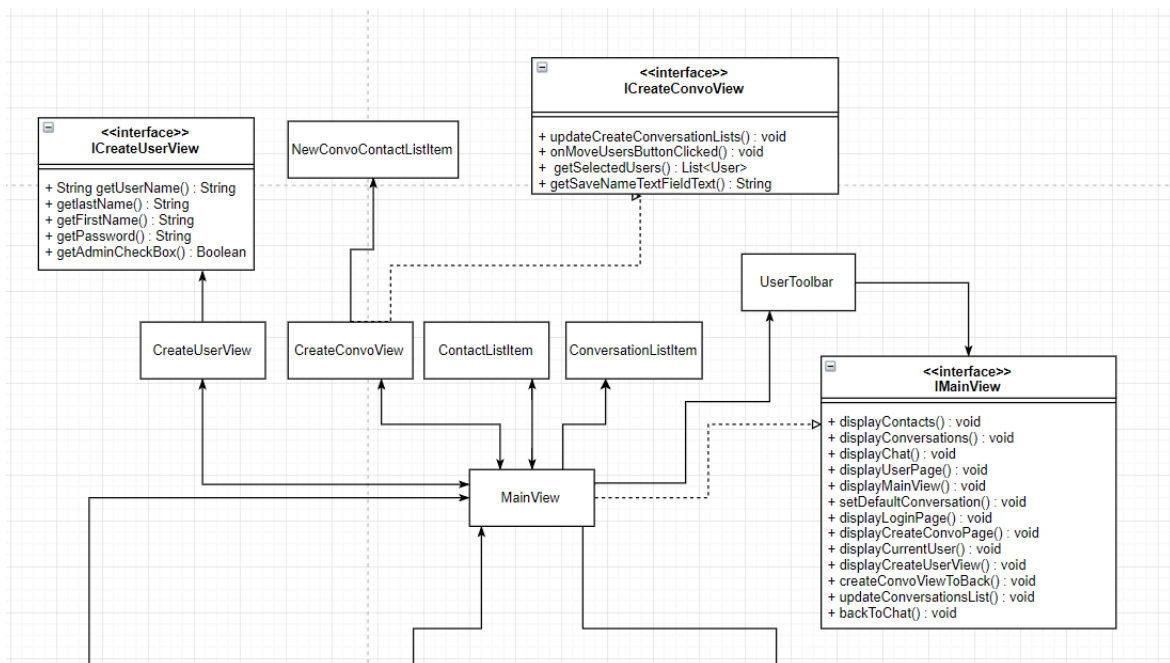 <<interface>>
ICreateConvoView
+ updateCreateConversationLists() : void
+ onMoveUsersButtonClicked() : void
+ getSelectedUsers() : List<User>
+ getSaveNameTextFieldText() : String
<<interface>>
ICreateUserView
+ String getUserName() : String
+ getlastName() : String
+ getFirstName() : String
+ getPassword() : String
+ getAdminCheckBox() : Boolean
NewConvoContactListItem
UserToolbar
CreateUserView
CreateConvoView
ContactListItem
ConversationListItem
<<interface>>
IMainView
+ displayContacts() : void
+ displayConversations() : void
+ displayChat() : void
+ displayUserPage() : void
+ displayMainView() : void
+ setDefaultConversation() : void
+ displayLoginPage() : void
+ displayCreateConvoPage() : void
+ displayCurrentUser() : void
+ displayCreateUserView() : void
+ createConvoViewToBack() : void
+ updateConversationsList() : void
+ backToChat() : void
MainView